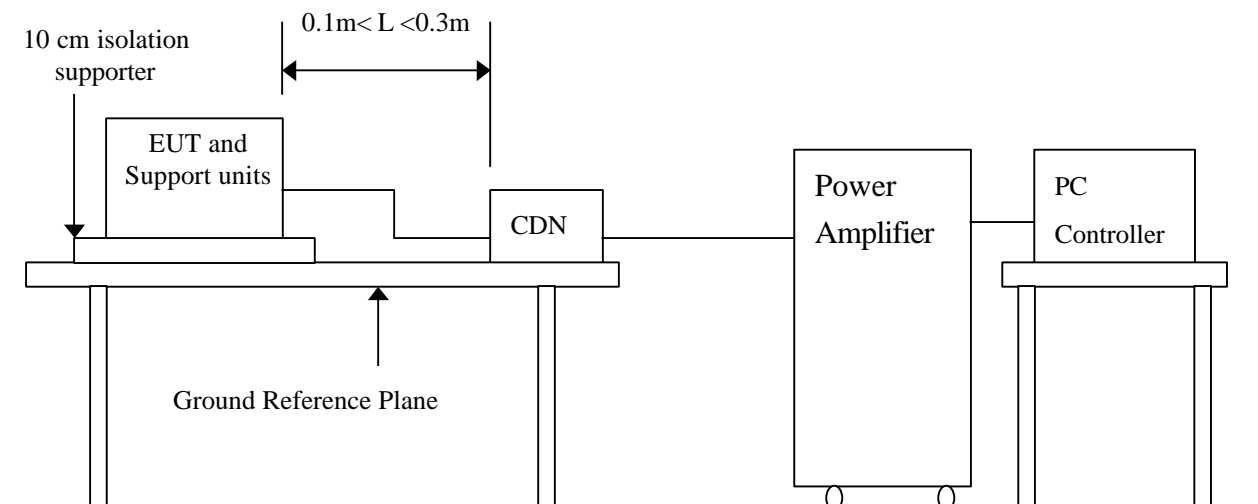 0.1m< L <0.3m
10 cm isolation
supporter
EUT and
Support units
CDN
Power
Amplifier
PC
Controller
Ground Reference Plane